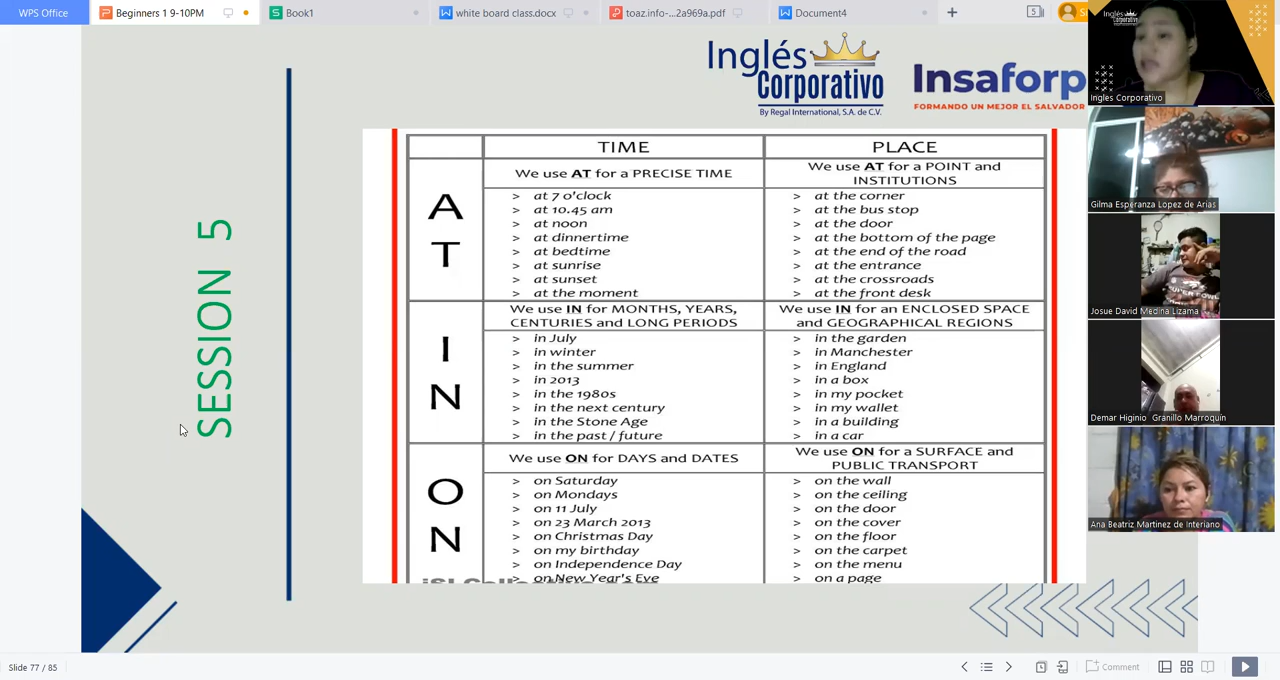 WPS Office
Beginners 1 9-10PM
Book1
white board class.docx
toaz.info-...2a969a.pdf
Document4
5
Inglés
Corporativo
By Regal International, S.A. de C.V.
Insaforp
FORMANDO UN MEJOR EL SALVADOR
SESSION 5
TIME
PLACE
AT
We use AT for a PRECISE TIME
> at 7 o'clock
> at 10.45 am
> at noon
> at dinnertime
> at bedtime
> at sunrise
> at sunset
> at the moment
We use AT for a POINT and
INSTITUTIONS
> at the corner
> at the bus stop
> at the door
> at the bottom of the page
> at the end of the road
> at the entrance
> at the crossroads
> at the front desk
IN
We use IN for MONTHS, YEARS,
CENTURIES and LONG PERIODS
> in July
> in winter
> in the summer
> in 2013
> in the 1980s
> in the next century
> in the Stone Age
> in the past / future
We use IN for an ENCLOSED SPACE
and GEOGRAPHICAL REGIONS
> in the garden
> in Manchester
> in England
> in a box
> in my pocket
> in my wallet
> in a building
> in a car
ON
We use ON for DAYS and DATES
> on Saturday
> on Mondays
> on 11 July
> on 23 March 2013
> on Christmas Day
> on my birthday
> on Independence Day
> on New Year's Eve
We use ON for a SURFACE and
PUBLIC TRANSPORT
> on the wall
> on the ceiling
> on the door
> on the cover
> on the floor
> on the carpet
> on the menu
> on a page
Inglés
Corporativo
Ingles Corporativo
Gilma Esperanza Lopez de Arias
Josue David Medina Lizama
Demar Higinio Granillo Marroquin
Ana Beatriz Martinez de Interiano
Slide 77 / 85
Comment